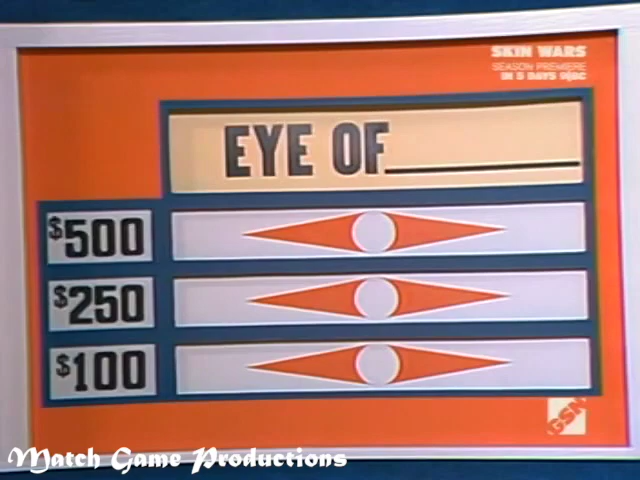 SKIN WARS
SEASON PREMIERE
IN 5 DAYS 9|8C
EYE OF
$500
$250
$100
GSN
Match Game Productions